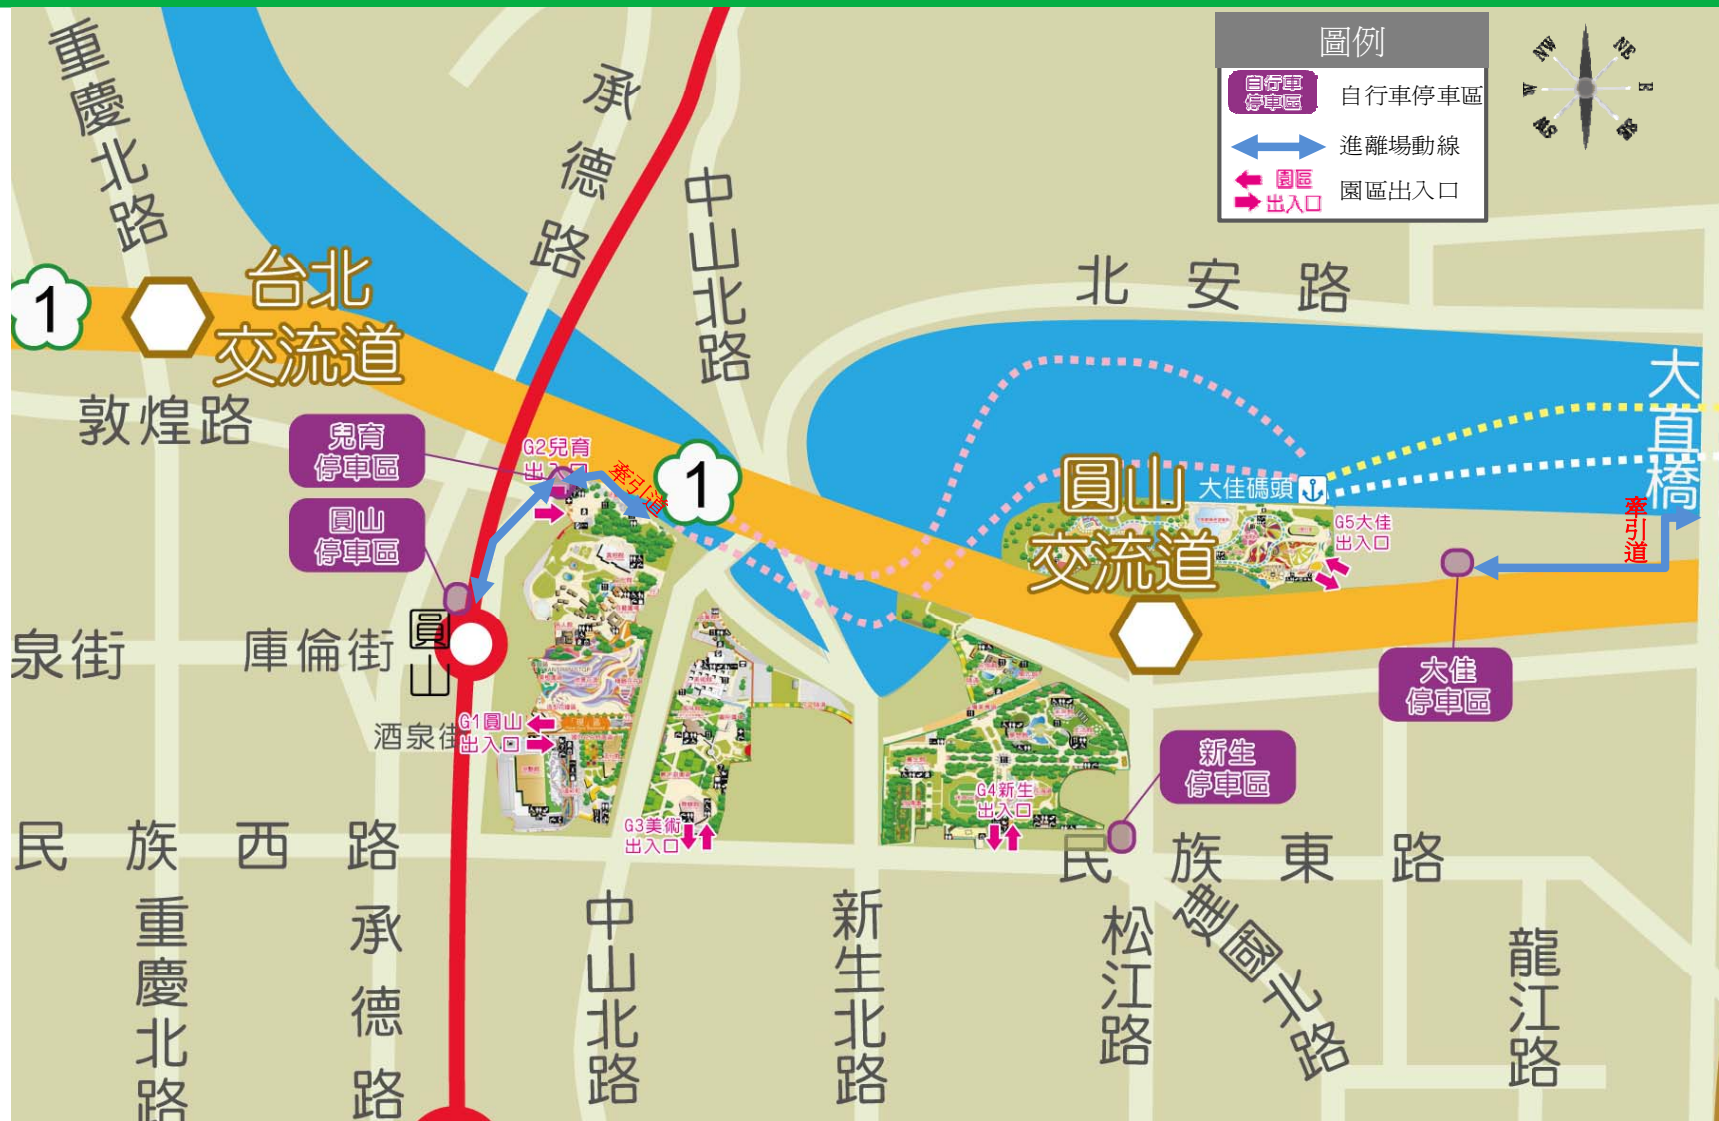 圖例
自行車
停車區
自行車停車區
進離場動線
園區
出入口
園區出入口
NW
NE
W
E
SW
SE
重慶北路
承德路
中山北路
台北
交流道
1
北安路
大直橋
敦煌路
兒育
停車區
G2兒育
出入口
牽引道
1
圓山
交流道
大佳碼頭
G5大佳
出入口
牽引道
圓山
停車區
泉街
庫倫街
圓山
大佳
停車區
酒泉街
G1圓山
出入口
新生
停車區
G4新生
出入口
G3美術
出入口
民族西路
民族東路
重慶北路
承德路
中山北路
新生北路
松江路
建國北路
龍江路